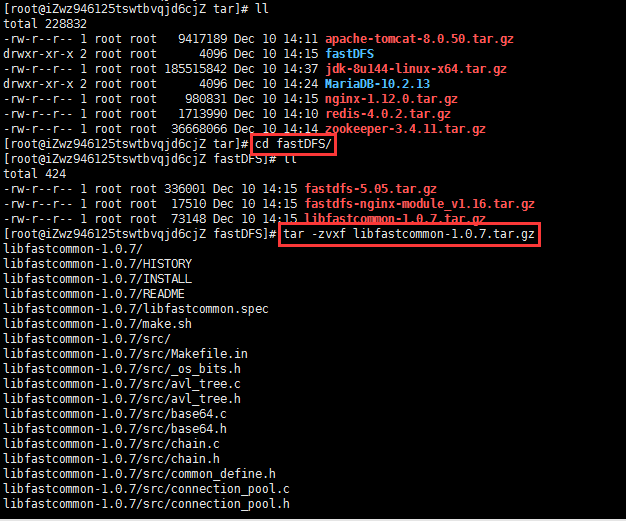 [root@iZwz946125tswtbvqjd6cjZ tar]# ll
total 228832
-rw-r--r-- 1 root root   9417189 Dec 10 14:11 apache-tomcat-8.0.50.tar.gz
drwxr-xr-x 2 root root      4096 Dec 10 14:15 fastDFS
-rw-r--r-- 1 root root 185515842 Dec 10 14:37 jdk-8u144-linux-x64.tar.gz
drwxr-xr-x 2 root root      4096 Dec 10 14:24 MariaDB-10.2.13
-rw-r--r-- 1 root root    980831 Dec 10 14:15 nginx-1.12.0.tar.gz
-rw-r--r-- 1 root root   1713990 Dec 10 14:10 redis-4.0.2.tar.gz
-rw-r--r-- 1 root root  36668066 Dec 10 14:14 zookeeper-3.4.11.tar.gz
[root@iZwz946125tswtbvqjd6cjZ tar]# cd fastDFS/
[root@iZwz946125tswtbvqjd6cjZ fastDFS]# ll
total 424
-rw-r--r-- 1 root root 336001 Dec 10 14:15 fastdfs-5.05.tar.gz
-rw-r--r-- 1 root root  17510 Dec 10 14:15 fastdfs-nginx-module_v1.16.tar.gz
-rw-r--r-- 1 root root  73148 Dec 10 14:15 libfastcommon-1.0.7.tar.gz
[root@iZwz946125tswtbvqjd6cjZ fastDFS]# tar -zvxf libfastcommon-1.0.7.tar.gz
libfastcommon-1.0.7/
libfastcommon-1.0.7/HISTORY
libfastcommon-1.0.7/INSTALL
libfastcommon-1.0.7/README
libfastcommon-1.0.7/libfastcommon.spec
libfastcommon-1.0.7/make.sh
libfastcommon-1.0.7/src/
libfastcommon-1.0.7/src/Makefile.in
libfastcommon-1.0.7/src/_os_bits.h
libfastcommon-1.0.7/src/avl_tree.c
libfastcommon-1.0.7/src/avl_tree.h
libfastcommon-1.0.7/src/base64.c
libfastcommon-1.0.7/src/base64.h
libfastcommon-1.0.7/src/chain.c
libfastcommon-1.0.7/src/chain.h
libfastcommon-1.0.7/src/common_define.h
libfastcommon-1.0.7/src/connection_pool.c
libfastcommon-1.0.7/src/connection_pool.h